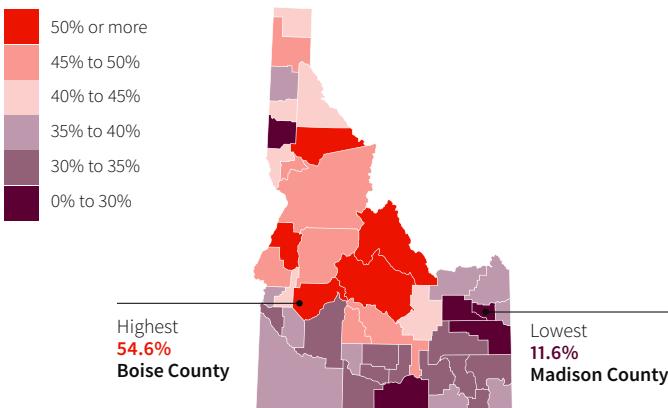 50% or more
45% to 50%
40% to 45%
35% to 40%
30% to 35%
0% to 30%
Highest
54.6%
Boise County
Lowest
11.6%
Madison County